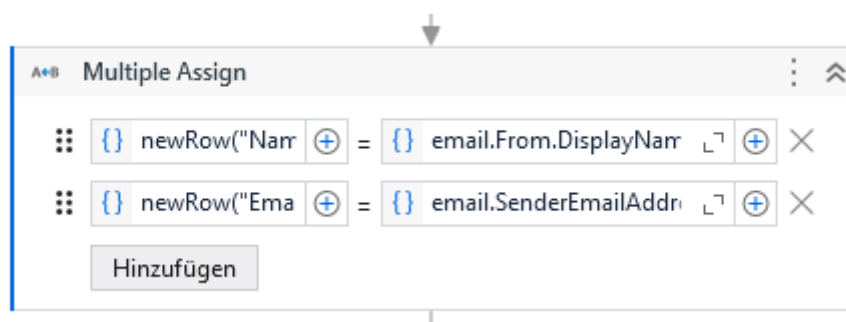 A←B Multiple Assign
{} newRow("Nam = {} email.From.DisplayNam
{} newRow("Ema = {} email.SenderEmailAddr
Hinzufügen